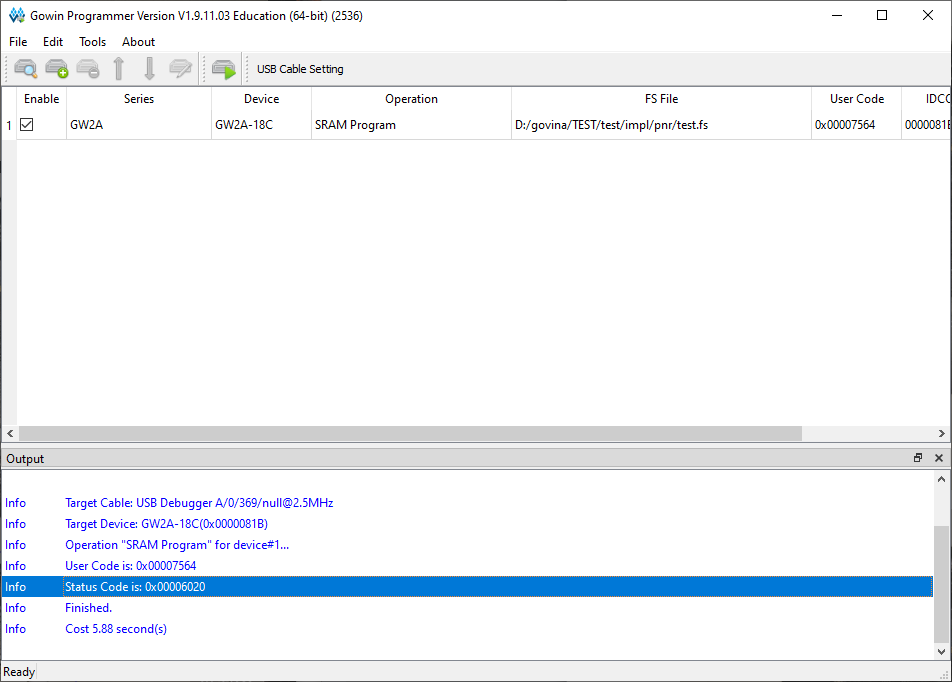 Gowin Programmer Version V1.9.11.03 Education (64-bit) (2536)
File Edit Tools About
USB Cable Setting
Enable Series Device Operation FS File User Code IDCO
1 GW2A GW2A-18C SRAM Program D:/govina/TEST/test/impl/pnr/test.fs 0x00007564 0000081B
Output
Info Target Cable: USB Debugger A/0/369/null@2.5MHz
Info Target Device: GW2A-18C(0x0000081B)
Info Operation "SRAM Program" for device#1...
Info User Code is: 0x00007564
Info Status Code is: 0x00006020
Info Finished.
Info Cost 5.88 second(s)
Ready